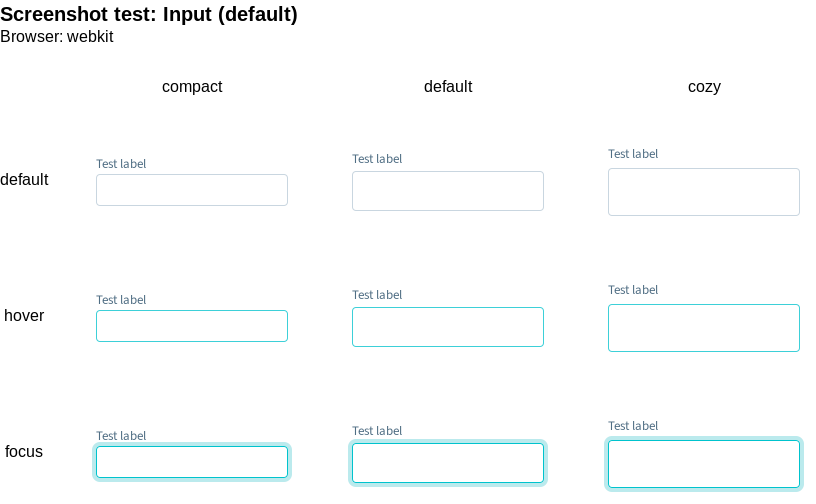 Screenshot test: Input (default)
Browser: webkit
compact default cozy
default Test label Test label Test label
hover Test label Test label Test label
focus Test label Test label Test label